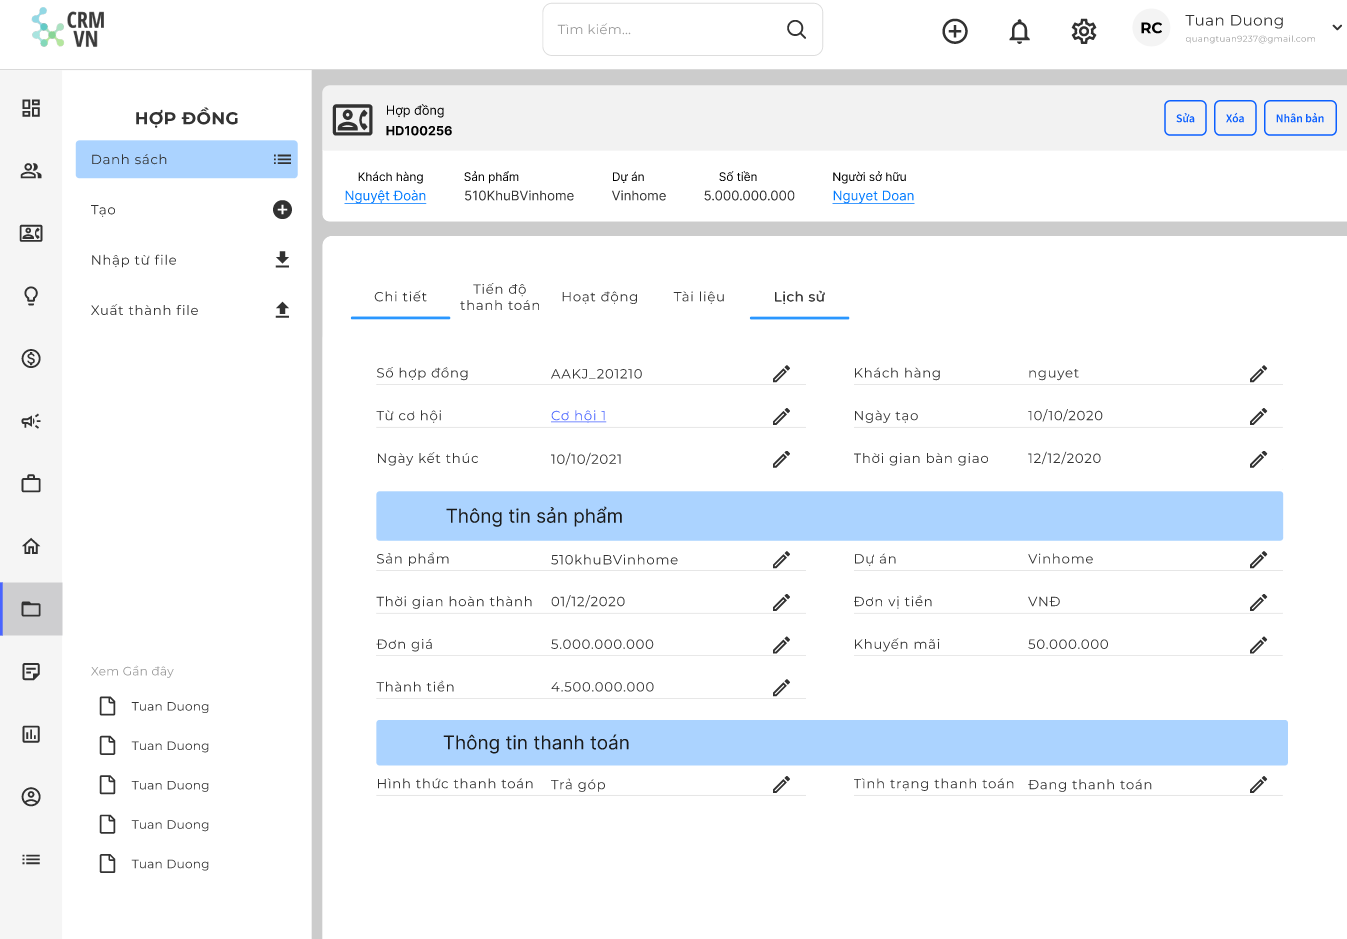 CRM
VN
Tìm kiếm...
RC
Tuan Duong
quangtuan9237@gmail.com
HỢP ĐỒNG
Danh sách
Tạo
Nhập từ file
Xuất thành file
Xem Gần đây
Tuan Duong
Tuan Duong
Tuan Duong
Tuan Duong
Tuan Duong
Hợp đồng
HD100256
Sửa Xóa Nhân bản
Khách hàng Sản phẩm Dự án Số tiền Người sở hữu
Nguyệt Đoàn 510KhuBVinhome Vinhome 5.000.000.000 Nguyet Doan
Chi tiết Tiến độ thanh toán Hoạt động Tài liệu Lịch sử
Số hợp đồng AAKJ_201210 Khách hàng nguyet
Từ cơ hội Cơ hội 1 Ngày tạo 10/10/2020
Ngày kết thúc 10/10/2021 Thời gian bàn giao 12/12/2020
Thông tin sản phẩm
Sản phẩm 510khuBVinhome Dự án Vinhome
Thời gian hoàn thành 01/12/2020 Đơn vị tiền VNĐ
Đơn giá 5.000.000.000 Khuyến mãi 50.000.000
Thành tiền 4.500.000.000
Thông tin thanh toán
Hình thức thanh toán Trả góp Tình trạng thanh toán Đang thanh toán